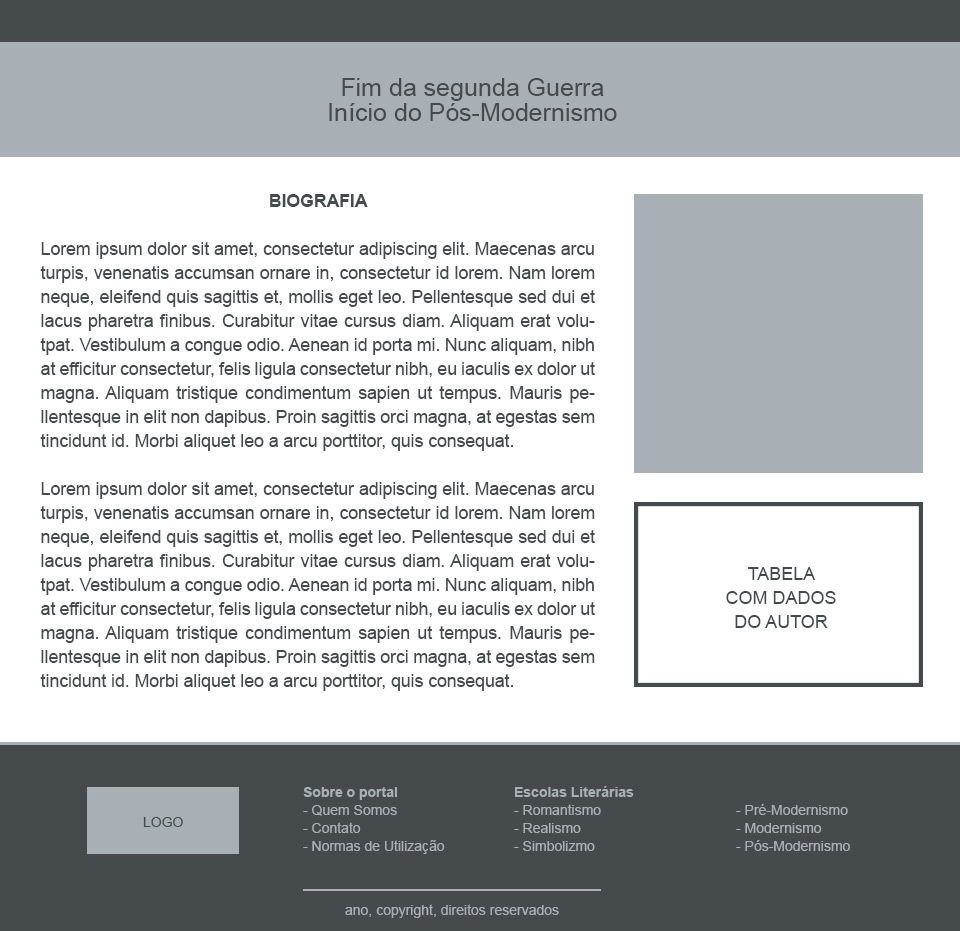 Fim da segunda Guerra
Início do Pós-Modernismo
BIOGRAFIA
Lorem ipsum dolor sit amet, consectetur adipiscing elit. Maecenas arcu
turpis, venenatis accumsan ornare in, consectetur id lorem. Nam lorem
neque, eleifend quis sagittis et, mollis eget leo. Pellentesque sed dui et
lacus pharetra finibus. Curabitur vitae cursus diam. Aliquam erat volu-
tpat. Vestibulum a congue odio. Aenean id porta mi. Nunc aliquam, nibh
at efficitur consectetur, felis ligula consectetur nibh, eu iaculis ex dolor ut
magna. Aliquam tristique condimentum sapien ut tempus. Mauris pe-
llentesque in elit non dapibus. Proin sagittis orci magna, at egestas sem
tincidunt id. Morbi aliquet leo a arcu porttitor, quis consequat.
Lorem ipsum dolor sit amet, consectetur adipiscing elit. Maecenas arcu
turpis, venenatis accumsan ornare in, consectetur id lorem. Nam lorem
neque, eleifend quis sagittis et, mollis eget leo. Pellentesque sed dui et
lacus pharetra finibus. Curabitur vitae cursus diam. Aliquam erat volu-
tpat. Vestibulum a congue odio. Aenean id porta mi. Nunc aliquam, nibh
at efficitur consectetur, felis ligula consectetur nibh, eu iaculis ex dolor ut
magna. Aliquam tristique condimentum sapien ut tempus. Mauris pe-
llentesque in elit non dapibus. Proin sagittis orci magna, at egestas sem
tincidunt id. Morbi aliquet leo a arcu porttitor, quis consequat.
TABELA
COM DADOS
DO AUTOR
LOGO
Sobre o portal
- Quem Somos
- Contato
- Normas de Utilização
Escolas Literárias
- Romantismo
- Realismo
- Simbolizmo
- Pré-Modernismo
- Modernismo
- Pós-Modernismo
ano, copyright, direitos reservados